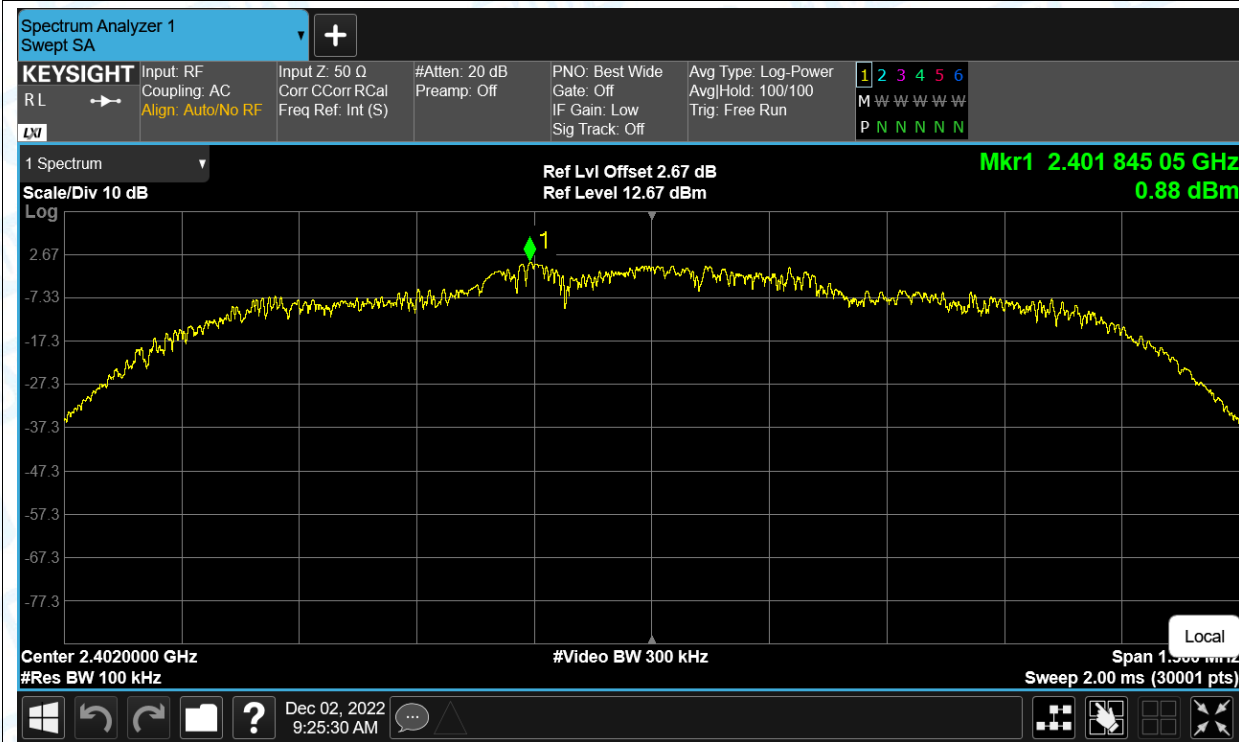 Spectrum Analyzer 1
Swept SA
KEYSIGHT
R L
LXI
Input: RF
Coupling: AC
Align: Auto/No RF
Input Z: 50 Ω
Corr CCorr RCal
Freq Ref: Int (S)
#Atten: 20 dB
Preamp: Off
PNO: Best Wide
Gate: Off
IF Gain: Low
Sig Track: Off
Avg Type: Log-Power
Avg|Hold: 100/100
Trig: Free Run
1 2 3 4 5 6
M W W W W W
P N N N N N
1 Spectrum
Scale/Div 10 dB
Log
Ref Lvl Offset 2.67 dB
Ref Level 12.67 dBm
Mkr1 2.401 845 05 GHz
0.88 dBm
1
2.67
-7.33
-17.3
-27.3
-37.3
-47.3
-57.3
-67.3
-77.3
Local
Center 2.4020000 GHz
#Res BW 100 kHz
#Video BW 300 kHz
Span 1.500 MHz
Sweep 2.00 ms (30001 pts)
?
Dec 02, 2022
9:25:30 AM